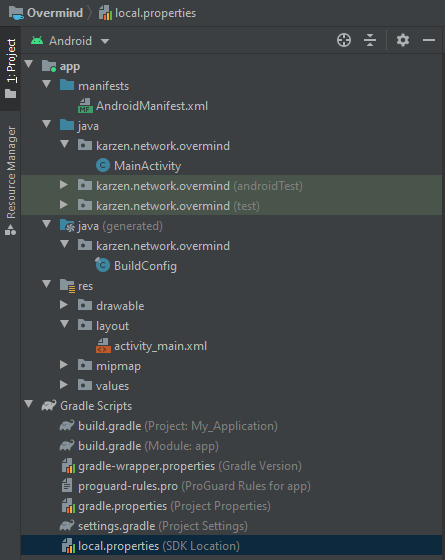 Overmind local.properties
Android
1: Project
Resource Manager
app
manifests
MF AndroidManifest.xml
java
karzen.network.overmind
C MainActivity
karzen.network.overmind (androidTest)
karzen.network.overmind (test)
java (generated)
karzen.network.overmind
C BuildConfig
res
drawable
layout
activity_main.xml
mipmap
values
Gradle Scripts
build.gradle (Project: My_Application)
build.gradle (Module: app)
gradle-wrapper.properties (Gradle Version)
proguard-rules.pro (ProGuard Rules for app)
gradle.properties (Project Properties)
settings.gradle (Project Settings)
local.properties (SDK Location)